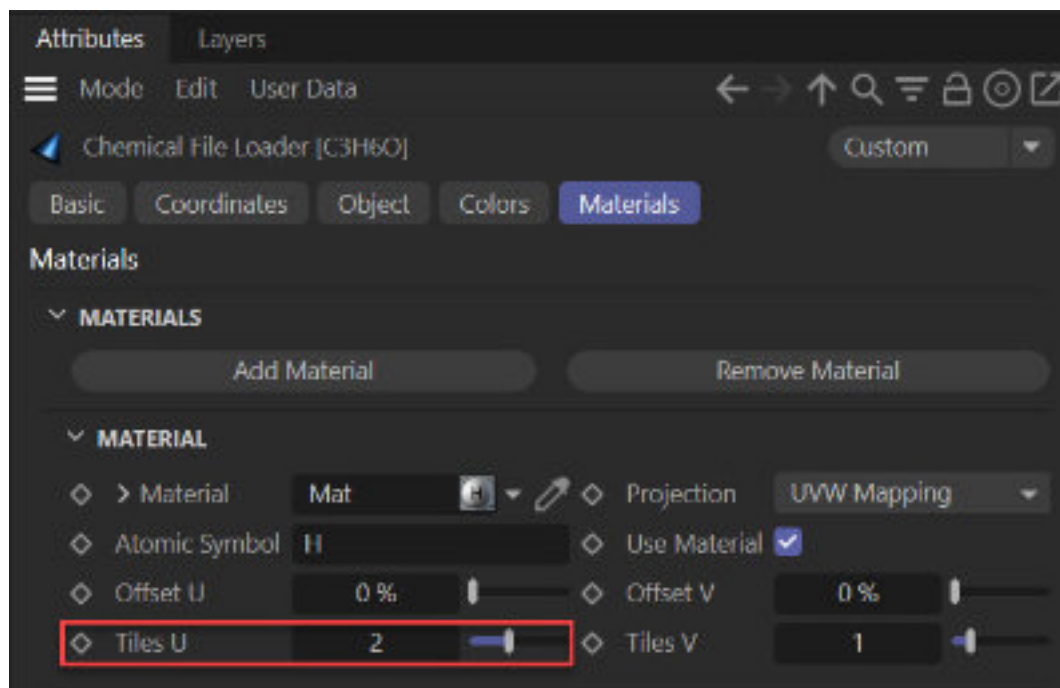 Attributes Layers
Mode Edit User Data
Chemical File Loader [C3H6O] Custom
Basic Coordinates Object Colors Materials
Materials
MATERIALS
Add Material Remove Material
MATERIAL
Material Mat H Projection UVW Mapping
Atomic Symbol H Use Material
Offset U 0 % Offset V 0 %
Tiles U 2 Tiles V 1